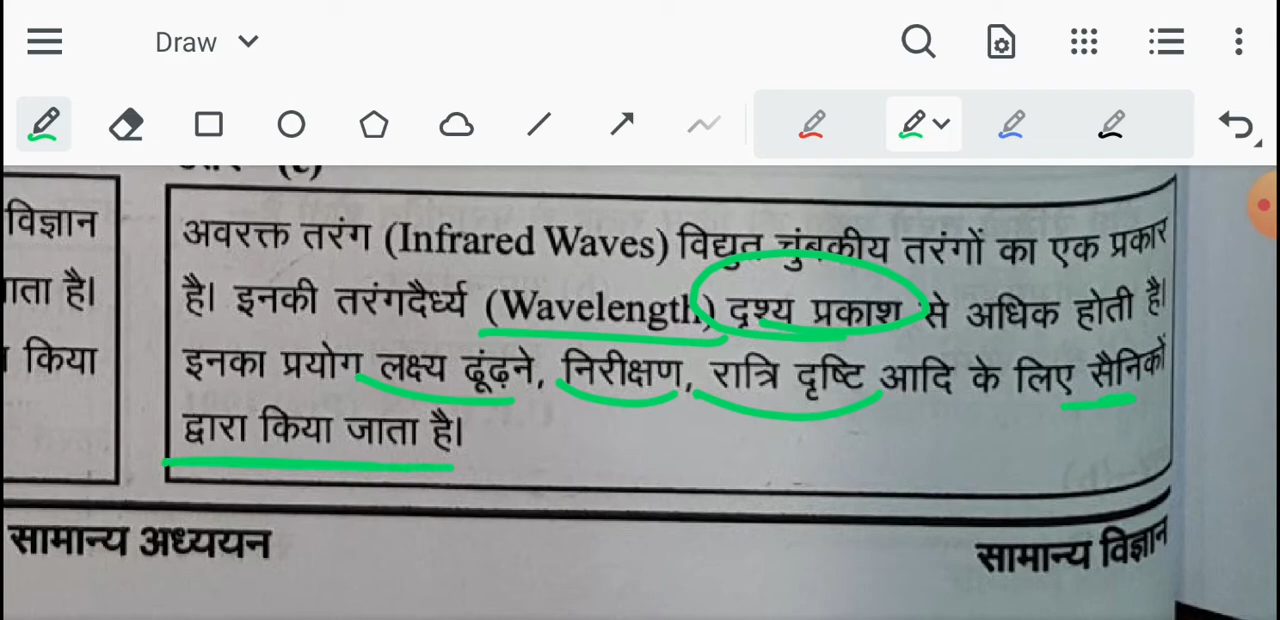 Draw
(c)
विज्ञान
जाता है।
किया
अवरक्त तरंग (Infrared Waves) विद्युत चुंबकीय तरंगों का एक प्रकार
है। इनकी तरंगदैर्ध्य (Wavelength) द्रश्य प्रकाश से अधिक होती है।
इनका प्रयोग लक्ष्य ढूंढ़ने, निरीक्षण, रात्रि दृष्टि आदि के लिए सैनिकों
द्वारा किया जाता है।
सामान्य अध्ययन
सामान्य विज्ञान